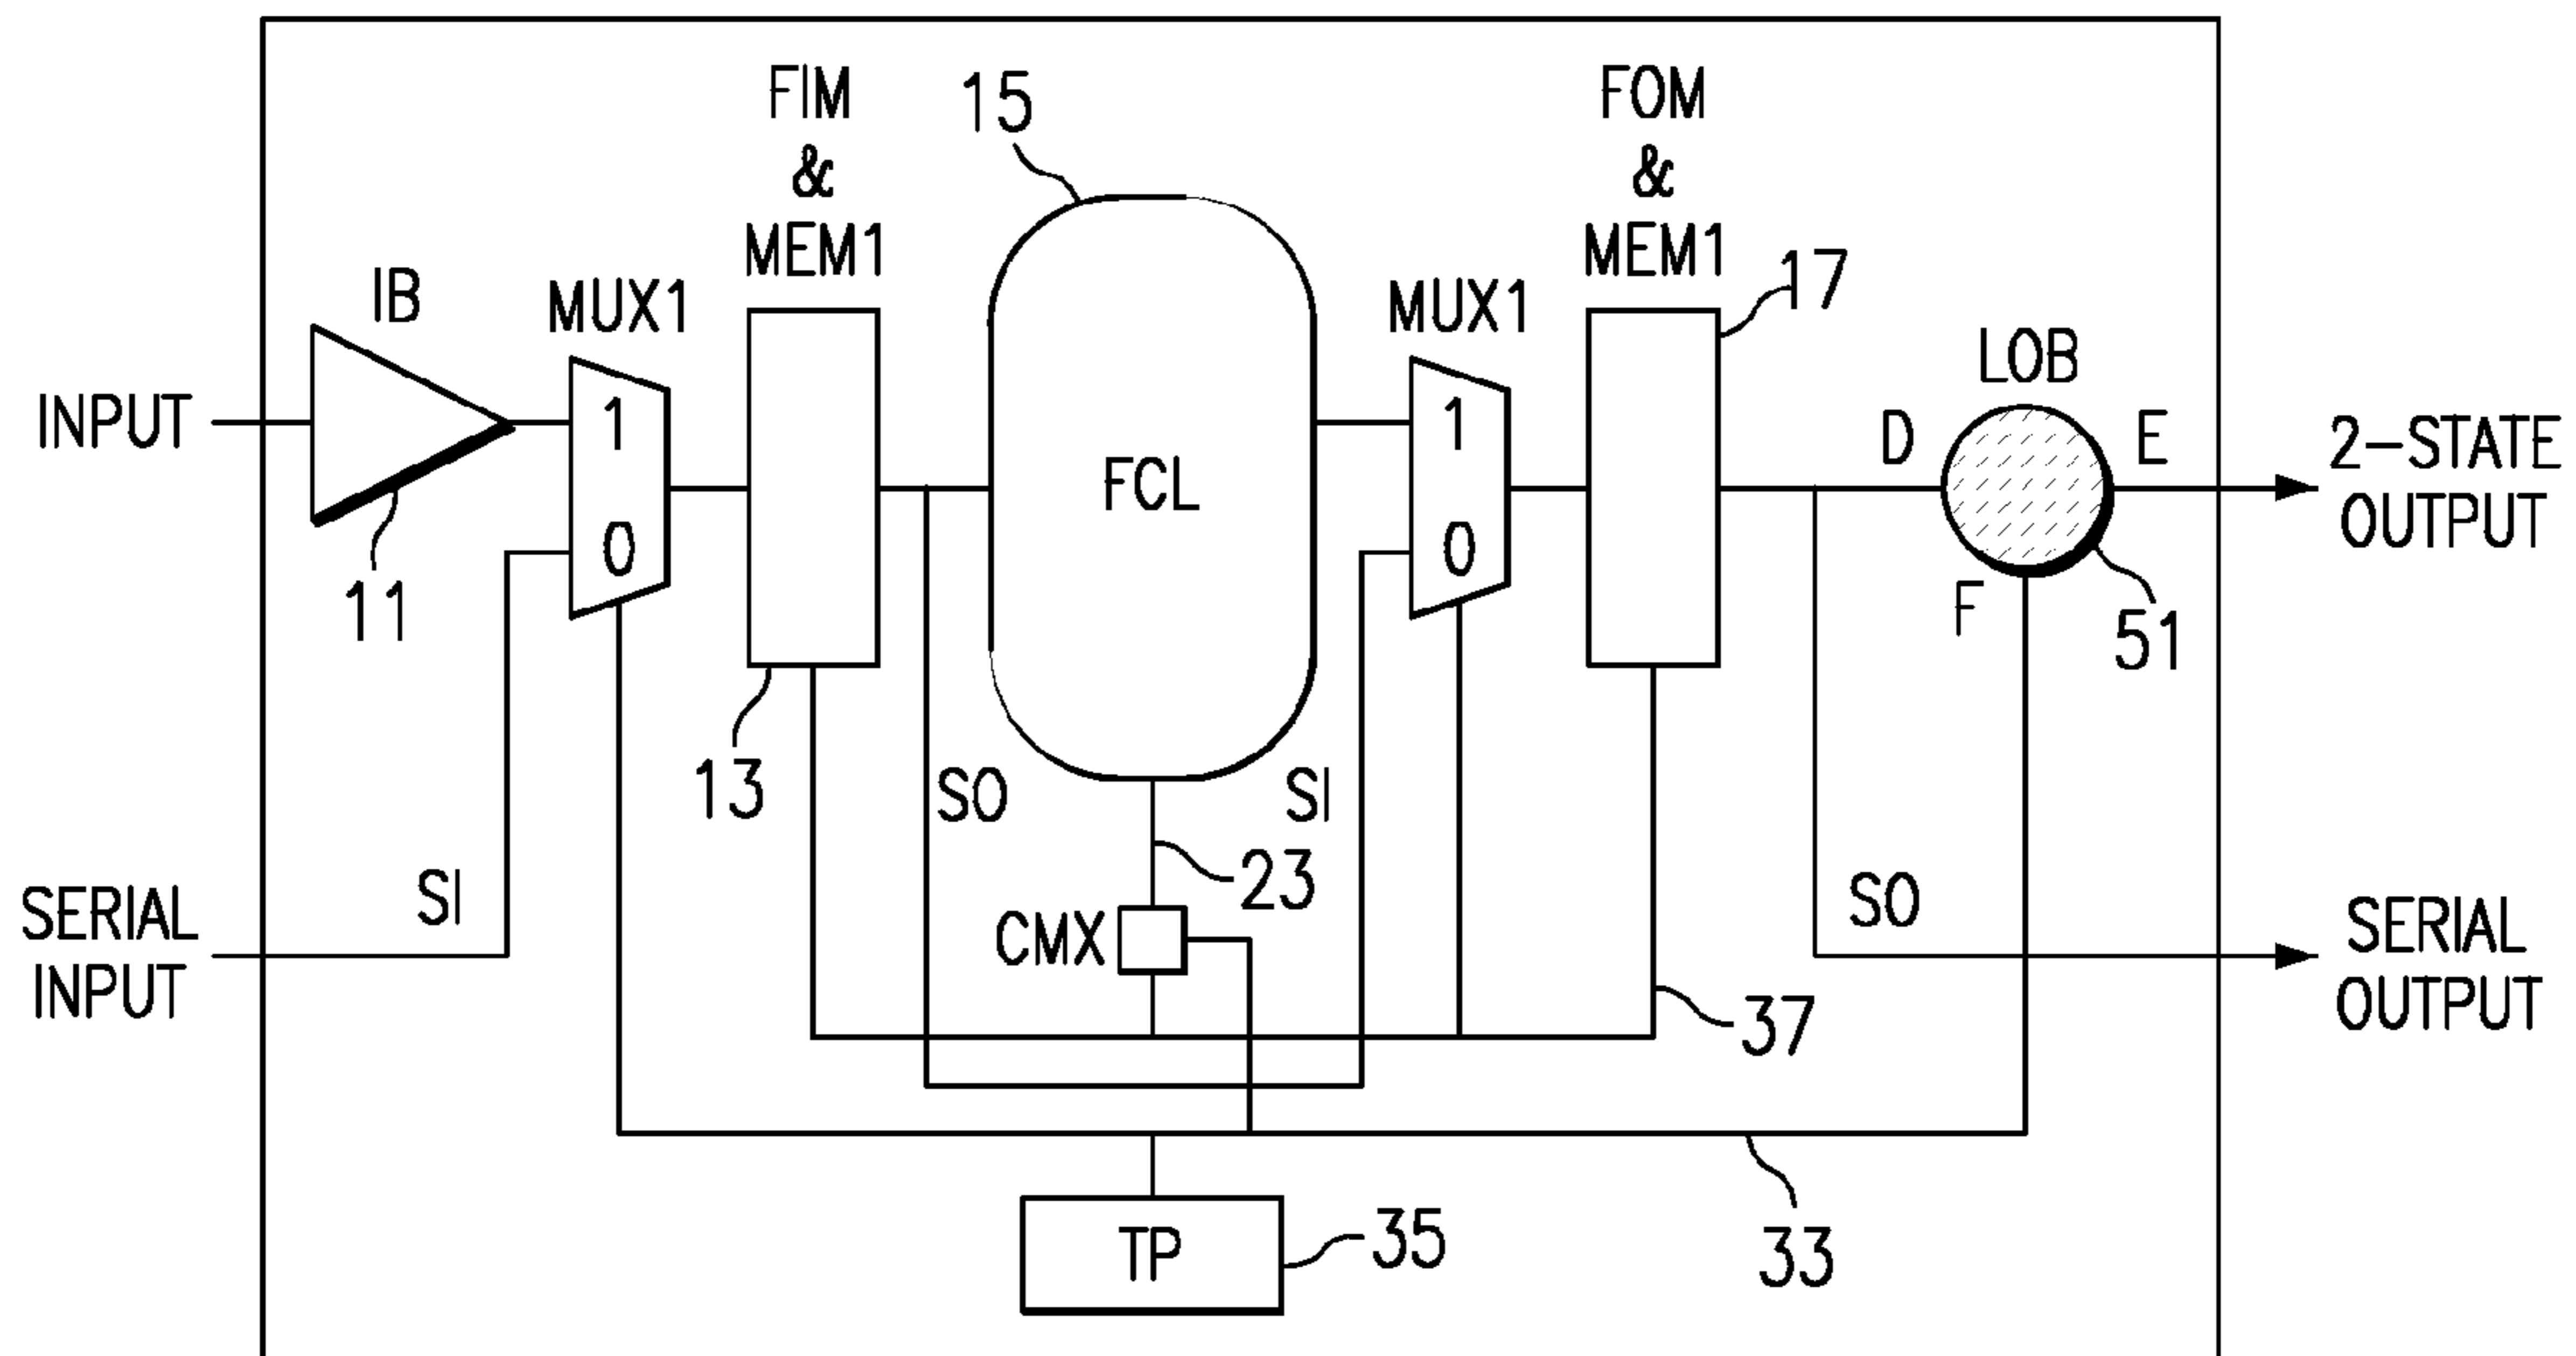 FIM
&
MEM1
15
FOM
&
MEM1
17
IB
MUX1
MUX1
LOB
INPUT
1
0
FCL
1
0
D
E
F
2-STATE
OUTPUT
11
51
13
SO
SI
23
SERIAL
INPUT
SI
CMX
SO
SERIAL
OUTPUT
37
TP
35
33